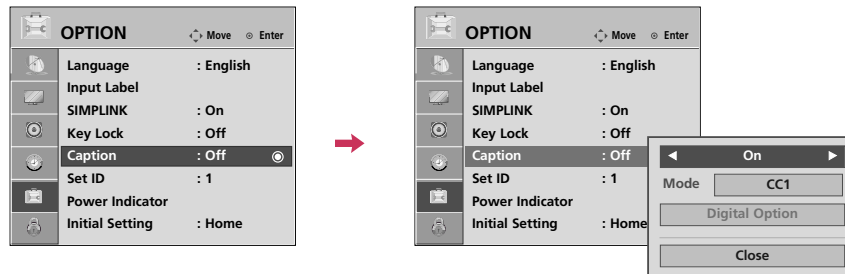 OPTION
Move Enter
Language : English
Input Label
SIMPLINK : On
Key Lock : Off
Caption : Off
Set ID : 1
Power Indicator
Initial Setting : Home
OPTION
Move Enter
Language : English
Input Label
SIMPLINK : On
Key Lock : Off
Caption : Off
Set ID : 1
Power Indicator
Initial Setting : Home
On
Mode CC1
Digital Option
Close